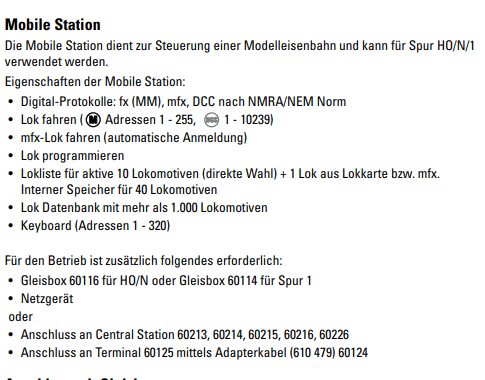 Mobile Station
Die Mobile Station dient zur Steuerung einer Modelleisenbahn und kann für Spur HO/N/1
verwendet werden.
Eigenschaften der Mobile Station:
• Digital-Protokolle: fx (MM), mfx, DCC nach NMRA/NEM Norm
• Lok fahren ( M Adressen 1 - 255, DCC 1 - 10239)
• mfx-Lok fahren (automatische Anmeldung)
• Lok programmieren
• Lokliste für aktive 10 Lokomotiven (direkte Wahl) + 1 Lok aus Lokkarte bzw. mfx.
Interner Speicher für 40 Lokomotiven
• Lok Datenbank mit mehr als 1.000 Lokomotiven
• Keyboard (Adressen 1 - 320)
Für den Betrieb ist zusätzlich folgendes erforderlich:
• Gleisbox 60116 für HO/N oder Gleisbox 60114 für Spur 1
• Netzgerät
oder
• Anschluss an Central Station 60213, 60214, 60215, 60216, 60226
• Anschluss an Terminal 60125 mittels Adapterkabel (610 479) 60124